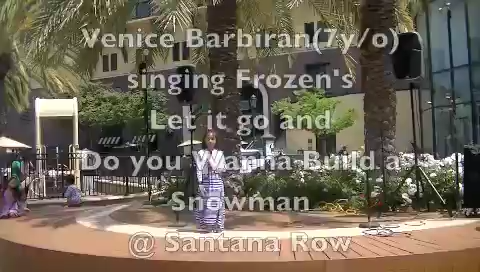 Venice Barbiran(7y/o)
singing Frozen's
Let it go and
Do you wanna Build a
Snowman
@ Santana Row